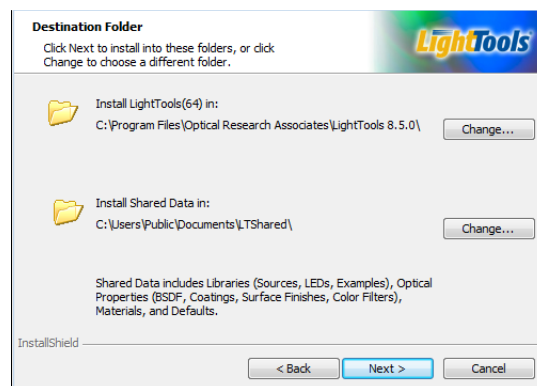 Destination Folder
Click Next to install into these folders, or click
Change to choose a different folder.
LightTools
Install LightTools(64) in:
C:\Program Files\Optical Research Associates\LightTools 8.5.0\
Change...
Install Shared Data in:
C:\Users\Public\Documents\LTShared\
Change...
Shared Data includes Libraries (Sources, LEDs, Examples), Optical
Properties (BSDF, Coatings, Surface Finishes, Color Filters),
Materials, and Defaults.
InstallShield
< Back
Next >
Cancel